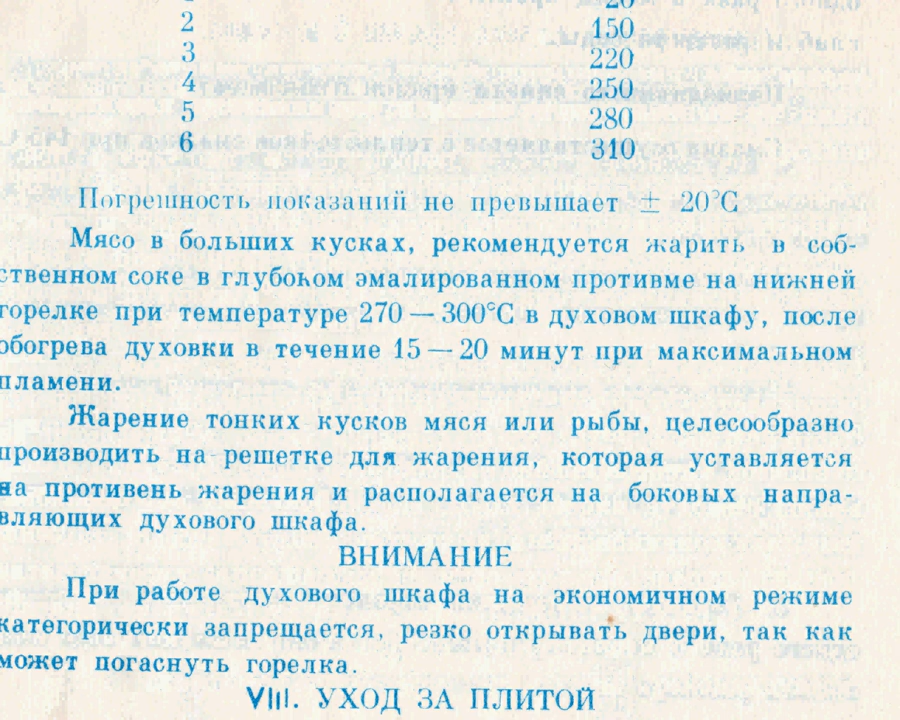 2 150
3 220
4 250
5 280
6 310
Погрешность показаний не превышает ± 20°С
Мясо в больших кусках, рекомендуется жарить в соб-
ственном соке в глубоком эмалированном противме на нижней
горелке при температуре 270 — 300°С в духовом шкафу, после
обогрева духовки в течение 15 — 20 минут при максимальном
пламени.
Жарение тонких кусков мяся или рыбы, целесообразно
производить на решетке для жарения, которая уставляется
на противень жарения и располагается на боковых напра-
вляющих духового шкафа.
ВНИМАНИЕ
При работе духового шкафа на экономичном режиме
категорически запрещается, резко открывать двери, так как
может погаснуть горелка.
VIII. УХОД ЗА ПЛИТОЙ